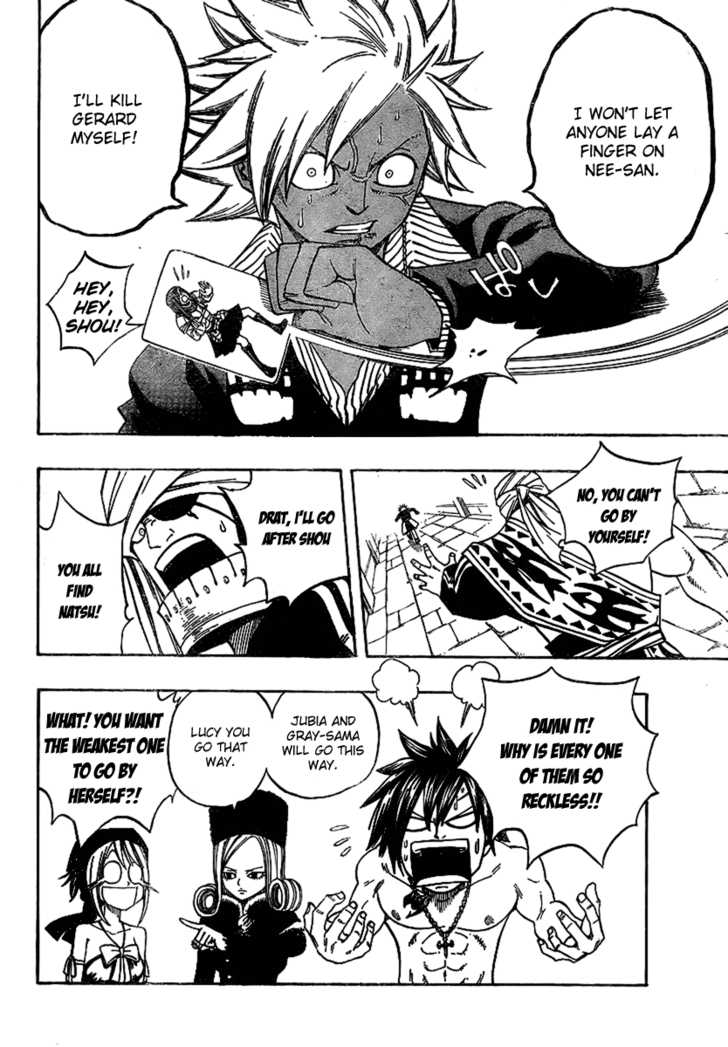 I WON'T LET
ANYONE LAY A
FINGER ON
NEE-SAN.
I'LL KILL
GERARD
MYSELF!
HEY,
HEY,
SHOU!
ぱし
NO, YOU CAN'T
GO BY
YOURSELF!
DRAT, I'LL GO
AFTER SHOU
YOU ALL
FIND
NATSU!
DAMN IT!
WHY IS EVERY ONE
OF THEM SO
RECKLESS!!
JUBIA AND
GRAY-SAMA
WILL GO THIS
WAY.
LUCY YOU
GO THAT
WAY.
WHAT! YOU WANT
THE WEAKEST ONE
TO GO BY
HERSELF?!